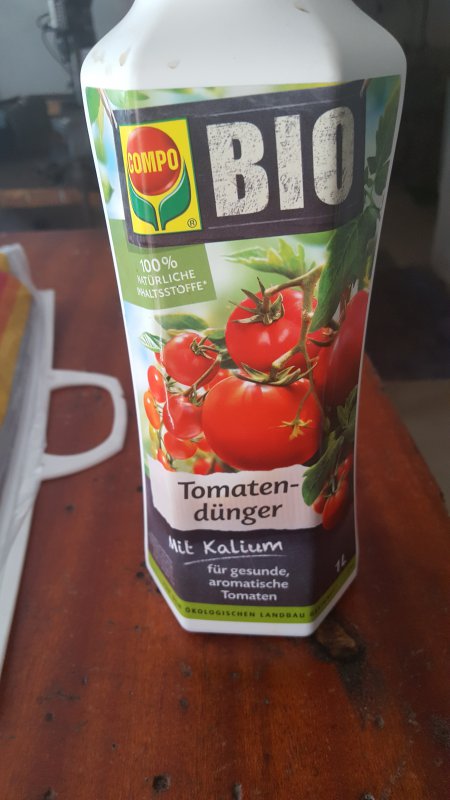 COMPO
BIO
®
100%
NATÜRLICHE
INHALTSSTOFFE*
Tomaten-
dünger
Mit Kalium
für gesunde,
aromatische
Tomaten
1L
ÖKOLOGISCHEN LANDBAU